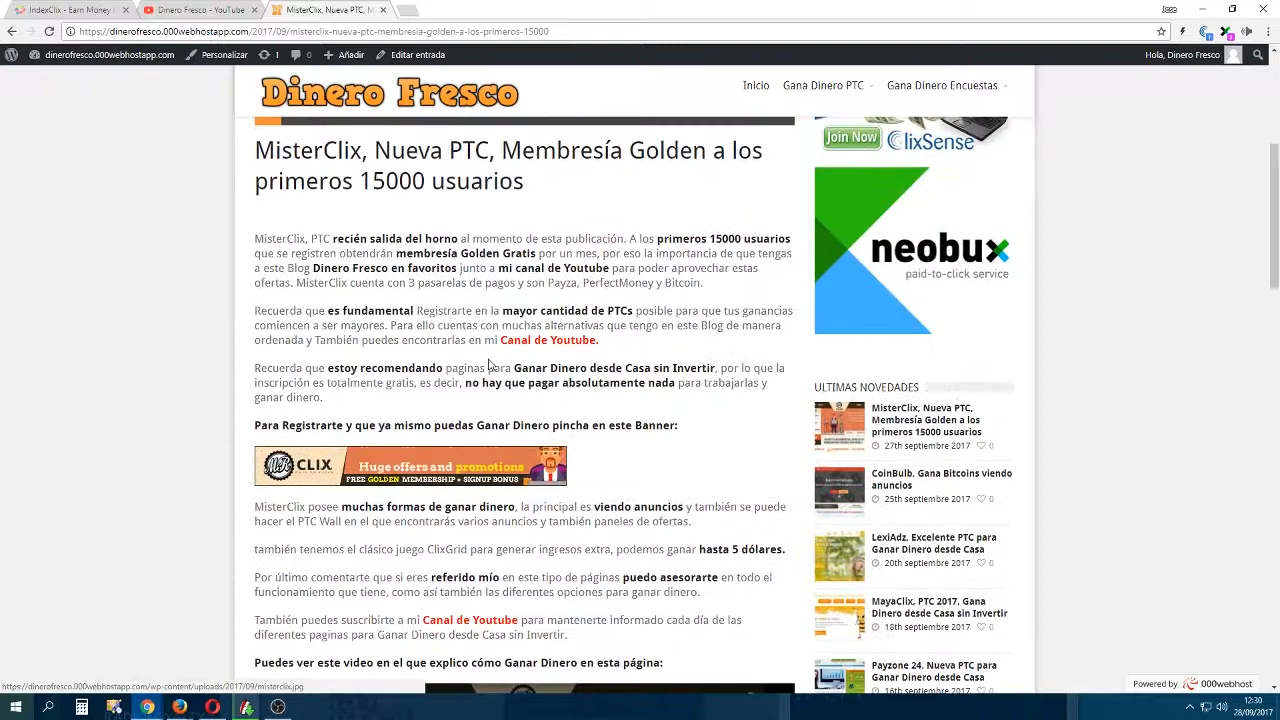 IndexClix - Earn Money
Dinero Fresco - YouTube
MisterClix, Nueva PTC, M
https://dinerofresco.000webhostapp.com/2017/09/misterclix-nueva-ptc-membresia-golden-a-los-primeros-15000
dinerofresco.000webhostapp.com Personalizar 1 0 Añadir Editar entrada Hola, Dinero Fresco
Dinero Fresco
Inicio Gana Dinero PTC Gana Dinero Encuestas
MisterClix, Nueva PTC, Membresía Golden a los
primeros 15000 usuarios
MisterClix, PTC recién salida del horno al momento de esta publicación. A los primeros 15000 usuarios
que se registren obtendrán membresía Golden Gratis por un mes, por eso la importancia de que tengas
a este Blog Dinero Fresco en favoritos junto a mi canal de Youtube para poder aprovechar estas
ofertas. MisterClix cuenta con 3 pasarelas de pagos y son Payza, PerfectMoney y Bitcoin.
Recuerda que es fundamental Registrarte en la mayor cantidad de PTCs posible para que tus ganancias
comiencen a ser mayores. Para ello cuentas con muchas alternativas que tengo en este Blog de manera
ordenada y También puedes encontrarlas en mi Canal de Youtube.
Recuerda que estoy recomendando paginas para Ganar Dinero desde Casa sin Invertir, por lo que la
inscripción es totalmente gratis, es decir, no hay que pagar absolutamente nada para trabajarlas y
ganar dinero.
Para Registrarte y que ya mismo puedas Ganar Dinero pincha en este Banner:
CLIX
Huge offers and promotions
FREE GOLDEN MEMBERSHIP + SIGNUP BONUS
MisterClix posee muchas formas de ganar dinero, la principal es viendo anuncios y también se puede
hacer el PTC Wall en el que encontrarás varios anuncios y también paneles de ofertas.
también tenemos el clásico juego ClixGrid para generar ingresos extra, podemos ganar hasta 5 dólares.
Por último comentarte que si eres referido mío en este tipo de páginas puedo asesorarte en todo el
funcionamiento que tiene, como así también las diferentes opciones para ganar dinero.
También puedes suscribirte a mi Canal de Youtube para mantenerte informado cada día de las
diferentes paginas para Ganar Dinero desde Casa sin Invertir.
Puedes ver este video en el que explico cómo Ganar Dinero en esta página:
Join Now ClixSense
neobux
paid-to-click service
ULTIMAS NOVEDADES
MisterClix, Nueva PTC,
Membresía Golden a los
primeros 15000 usuarios
27th septiembre 2017 0
CoinBulb, Gana Bitcoins viendo
anuncios
25th septiembre 2017 0
LexiAdz, Excelente PTC para
Ganar Dinero desde Casa
20th septiembre 2017 0
MayaClix, PTC 2017, Gana
Dinero desde Casa sin Invertir
18th septiembre 2017 0
Payzone 24, Nueva PTC para
Ganar Dinero desde Casa
16th septiembre 2017 0
Powered by 000webhost
12:30
28/09/2017